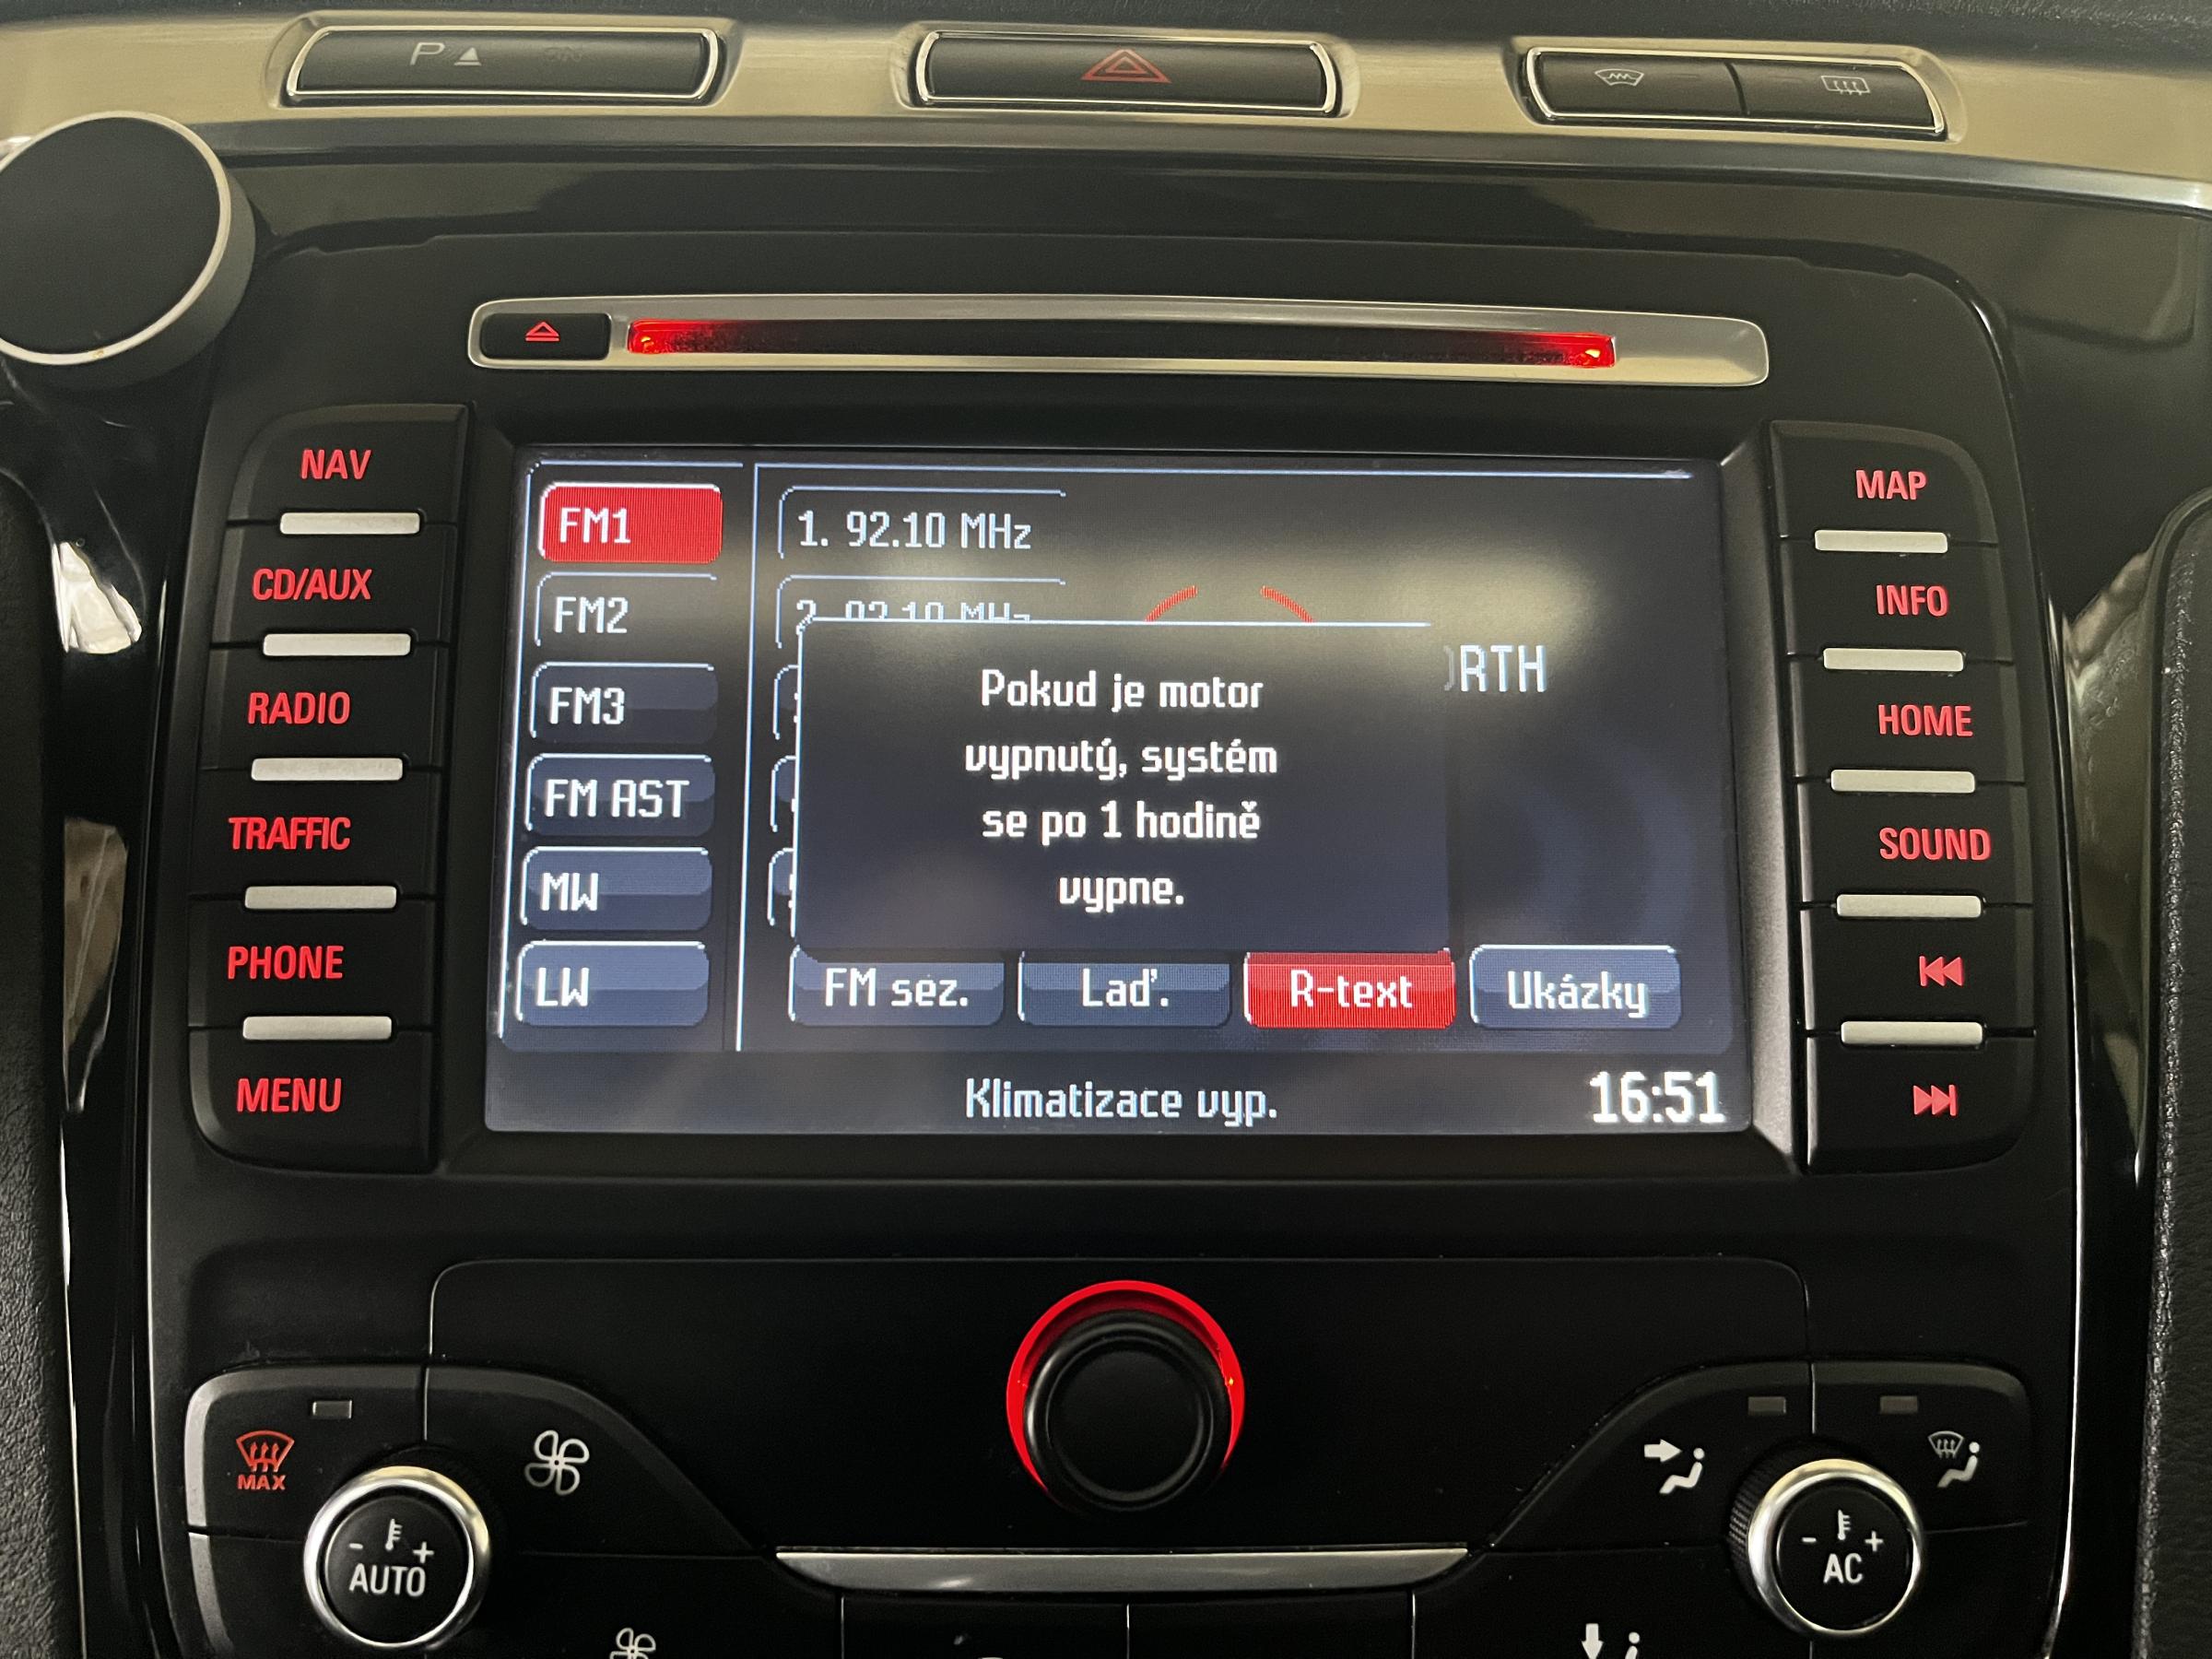 P
NAV
CD/AUX
RADIO
TRAFFIC
PHONE
MENU
FM1
FM2
FM3
FM AST
MW
LW
1. 92.10 MHz
Pokud je motor
vypnutý, systém
se po 1 hodině
vypne.
FM sez.
Laď.
R-text
Ukázky
Klimatizace vyp.
16:51
MAP
INFO
HOME
SOUND
MAX
- +
AUTO
- +
AC